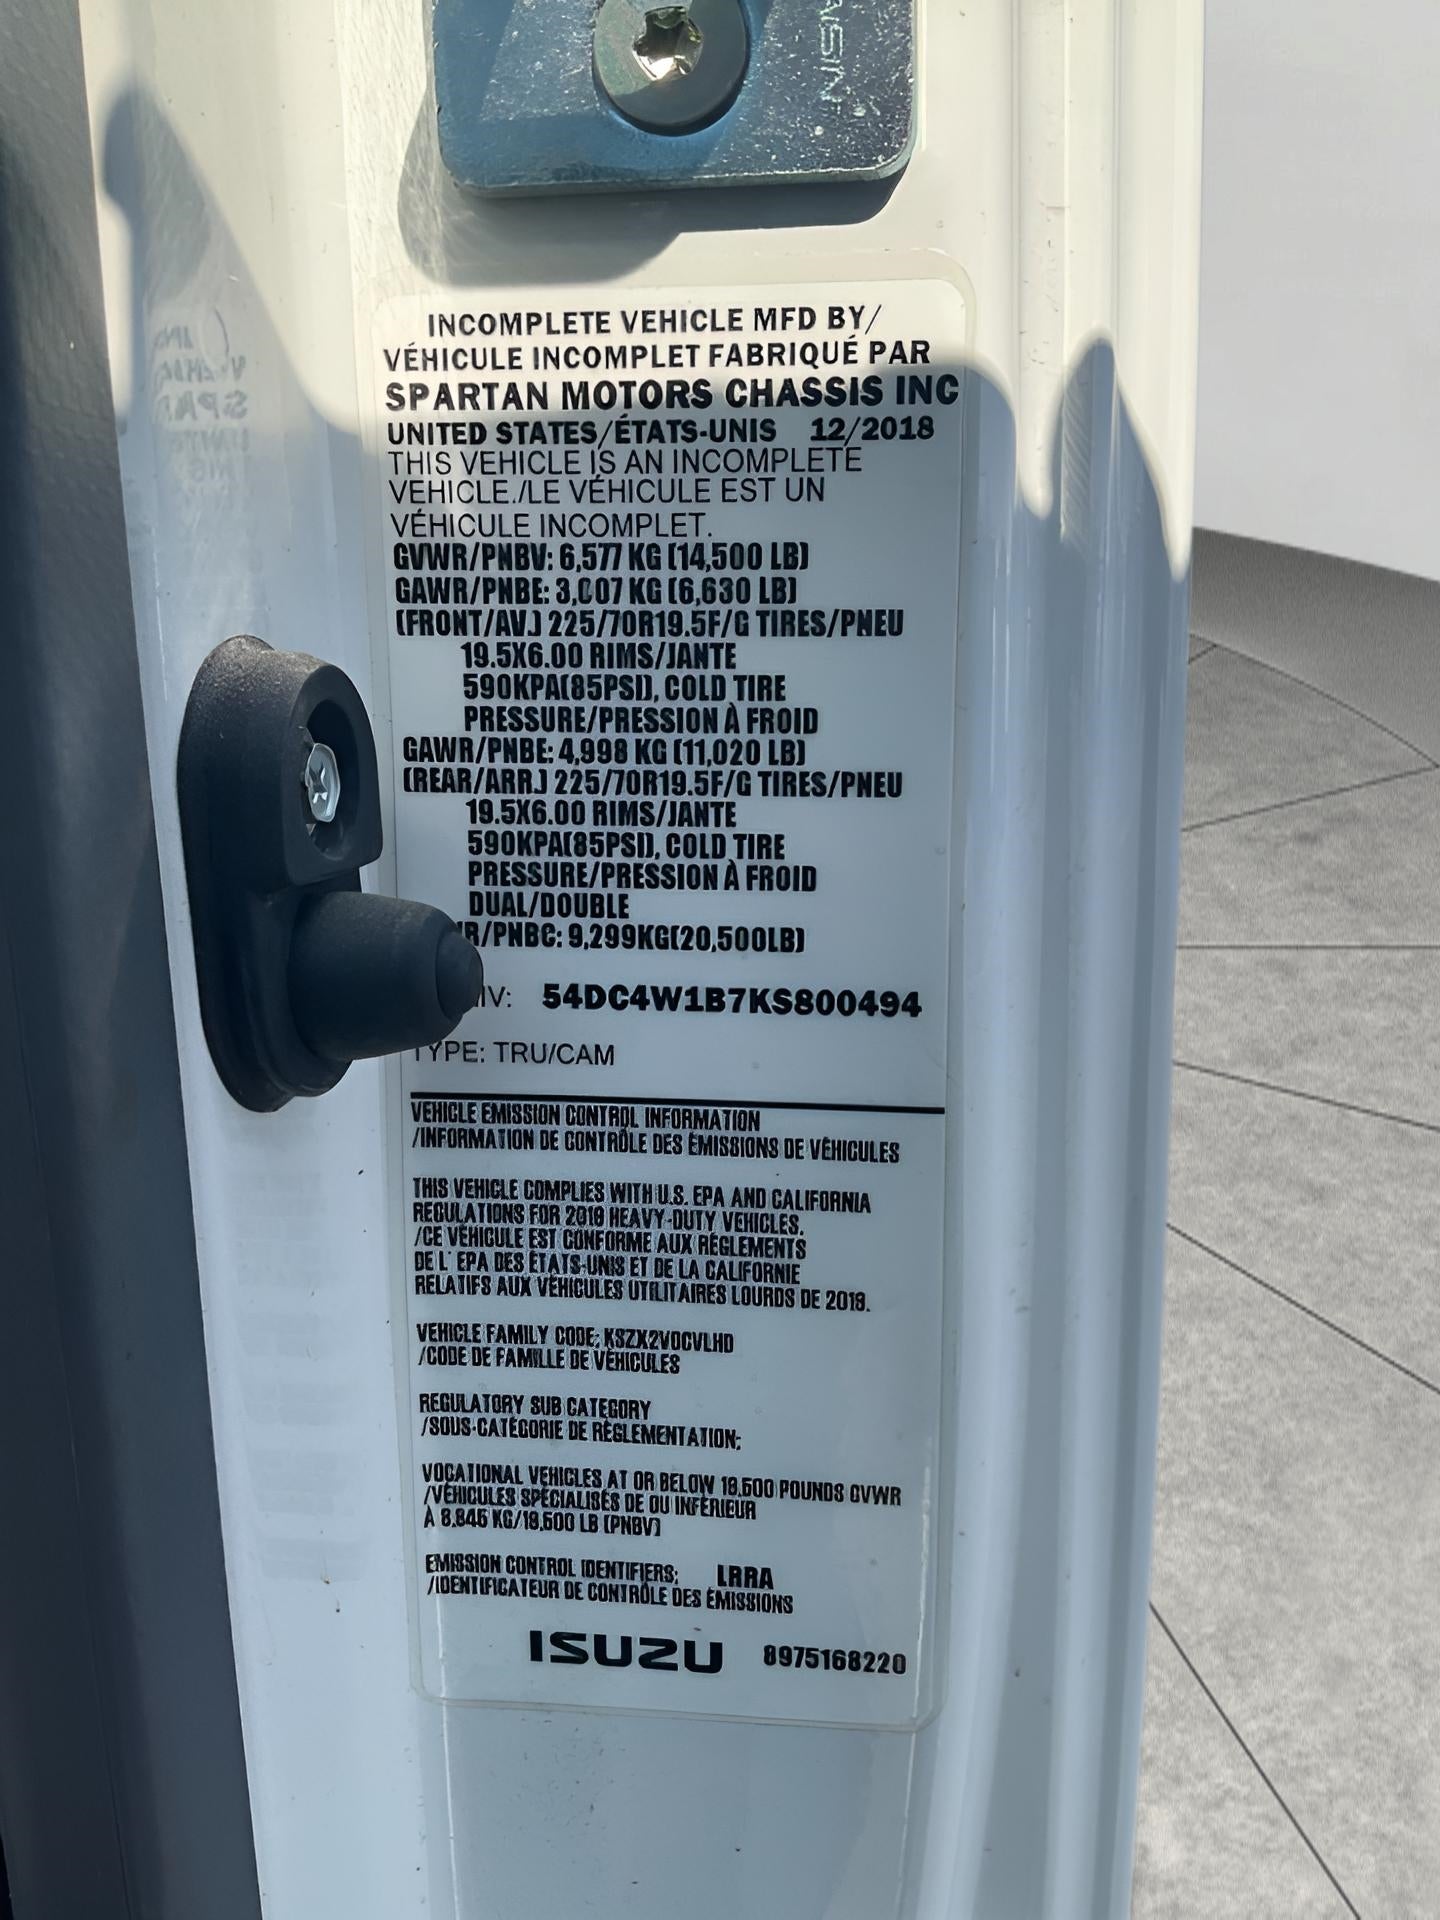 AISIN
INCOMPLETE VEHICLE MFD BY/
VÉHICULE INCOMPLET FABRIQUÉ PAR
SPARTAN MOTORS CHASSIS INC
UNITED STATES/ÉTATS-UNIS 12/2018
THIS VEHICLE IS AN INCOMPLETE
VEHICLE./LE VÉHICULE EST UN
VÉHICULE INCOMPLET.
GVWR/PNBV: 6,577 KG (14,500 LB)
GAWR/PNBE: 3,007 KG (6,630 LB)
(FRONT/AV.) 225/70R19.5F/G TIRES/PNEU
19.5X6.00 RIMS/JANTE
590KPA(85PSI), COLD TIRE
PRESSURE/PRESSION À FROID
GAWR/PNBE: 4,998 KG (11,020 LB)
(REAR/ARR.) 225/70R19.5F/G TIRES/PNEU
19.5X6.00 RIMS/JANTE
590KPA(85PSI), COLD TIRE
PRESSURE/PRESSION À FROID
DUAL/DOUBLE
R/PNBC: 9,299KG(20,500LB)
IV: 54DC4W1B7KS800494
TYPE: TRU/CAM
VEHICLE EMISSION CONTROL INFORMATION
/INFORMATION DE CONTRÔLE DES ÉMISSIONS DE VÉHICULES
THIS VEHICLE COMPLIES WITH U.S. EPA AND CALIFORNIA
REGULATIONS FOR 2019 HEAVY-DUTY VEHICLES.
/CE VÉHICULE EST CONFORME AUX RÈGLEMENTS
DE L' EPA DES ÉTATS-UNIS ET DE LA CALIFORNIE
RELATIFS AUX VÉHICULES UTILITAIRES LOURDS DE 2019.
VEHICLE FAMILY CODE: KSZX2VOCVLHD
/CODE DE FAMILLE DE VÉHICULES
REGULATORY SUB CATEGORY
/SOUS-CATÉGORIE DE RÉGLEMENTATION:
VOCATIONAL VEHICLES AT OR BELOW 19,500 POUNDS GVWR
/VÉHICULES SPÉCIALISÉS DE OU INFÉRIEUR
À 8,845 KG/19,500 LB (PNBV)
EMISSION CONTROL IDENTIFIERS: LRRA
/IDENTIFICATEUR DE CONTRÔLE DES ÉMISSIONS
ISUZU 8975168220